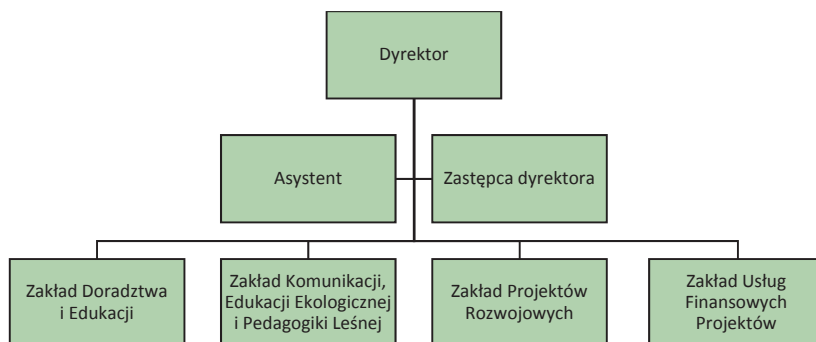 Dyrektor
Asystent
Zastępca dyrektora
Zakład Doradztwa
i Edukacji
Zakład Komunikacji,
Edukacji Ekologicznej
i Pedagogiki Leśnej
Zakład Projektów
Rozwojowych
Zakład Usług
Finansowych
Projektów